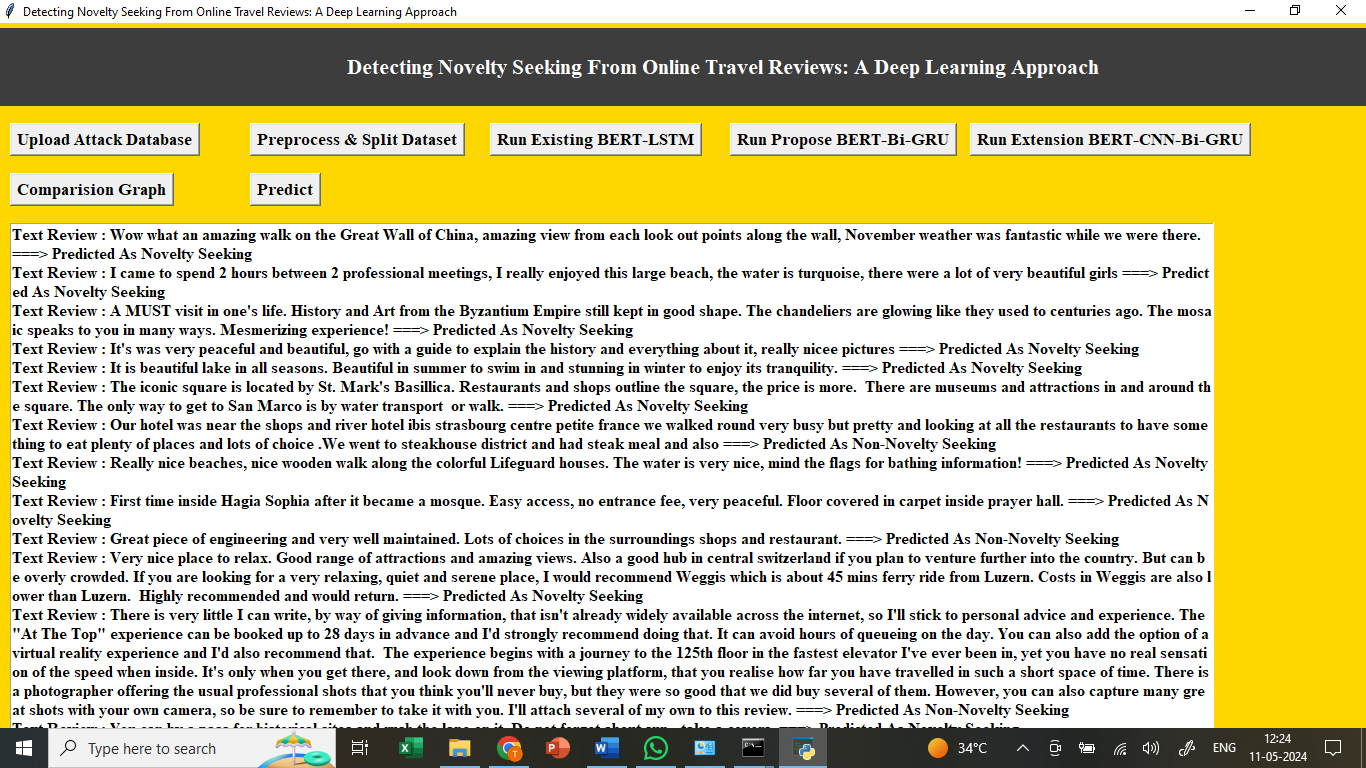 Detecting Novelty Seeking From Online Travel Reviews: A Deep Learning Approach
Detecting Novelty Seeking From Online Travel Reviews: A Deep Learning Approach
Upload Attack Database Preprocess & Split Dataset Run Existing BERT-LSTM Run Propose BERT-Bi-GRU Run Extension BERT-CNN-Bi-GRU
Comparision Graph Predict
Text Review : Wow what an amazing walk on the Great Wall of China, amazing view from each look out points along the wall, November weather was fantastic while we were there.
===> Predicted As Novelty Seeking
Text Review : I came to spend 2 hours between 2 professional meetings, I really enjoyed this large beach, the water is turquoise, there were a lot of very beautiful girls ===> Predict
ed As Novelty Seeking
Text Review : A MUST visit in one's life. History and Art from the Byzantium Empire still kept in good shape. The chandeliers are glowing like they used to centuries ago. The mosa
ic speaks to you in many ways. Mesmerizing experience! ===> Predicted As Novelty Seeking
Text Review : It's was very peaceful and beautiful, go with a guide to explain the history and everything about it, really nicee pictures ===> Predicted As Novelty Seeking
Text Review : It is beautiful lake in all seasons. Beautiful in summer to swim in and stunning in winter to enjoy its tranquility. ===> Predicted As Novelty Seeking
Text Review : The iconic square is located by St. Mark's Basillica. Restaurants and shops outline the square, the price is more.  There are museums and attractions in and around th
e square. The only way to get to San Marco is by water transport  or walk. ===> Predicted As Novelty Seeking
Text Review : Our hotel was near the shops and river hotel ibis strasbourg centre petite france we walked round very busy but pretty and looking at all the restaurants to have some
thing to eat plenty of places and lots of choice .We went to steakhouse district and had steak meal and also ===> Predicted As Non-Novelty Seeking
Text Review : Really nice beaches, nice wooden walk along the colorful Lifeguard houses. The water is very nice, mind the flags for bathing information! ===> Predicted As Novelty
Seeking
Text Review : First time inside Hagia Sophia after it became a mosque. Easy access, no entrance fee, very peaceful. Floor covered in carpet inside prayer hall. ===> Predicted As N
ovelty Seeking
Text Review : Great piece of engineering and very well maintained. Lots of choices in the surroundings shops and restaurant. ===> Predicted As Non-Novelty Seeking
Text Review : Very nice place to relax. Good range of attractions and amazing views. Also a good hub in central switzerland if you plan to venture further into the country. But can b
e overly crowded. If you are looking for a very relaxing, quiet and serene place, I would recommend Weggis which is about 45 mins ferry ride from Luzern. Costs in Weggis are also l
ower than Luzern.  Highly recommended and would return. ===> Predicted As Novelty Seeking
Text Review : There is very little I can write, by way of giving information, that isn't already widely available across the internet, so I'll stick to personal advice and experience. The
"At The Top" experience can be booked up to 28 days in advance and I'd strongly recommend doing that. It can avoid hours of queueing on the day. You can also add the option of a
virtual reality experience and I'd also recommend that.  The experience begins with a journey to the 125th floor in the fastest elevator I've ever been in, yet you have no real sensati
on of the speed when inside. It's only when you get there, and look down from the viewing platform, that you realise how far you have travelled in such a short space of time. There is
a photographer offering the usual professional shots that you think you'll never buy, but they were so good that we did buy several of them. However, you can also capture many gre
at shots with your own camera, so be sure to remember to take it with you. I'll attach several of my own to this review. ===> Predicted As Non-Novelty Seeking
Text Review : You can
Type here to search 34°C ENG 12:24
11-05-2024